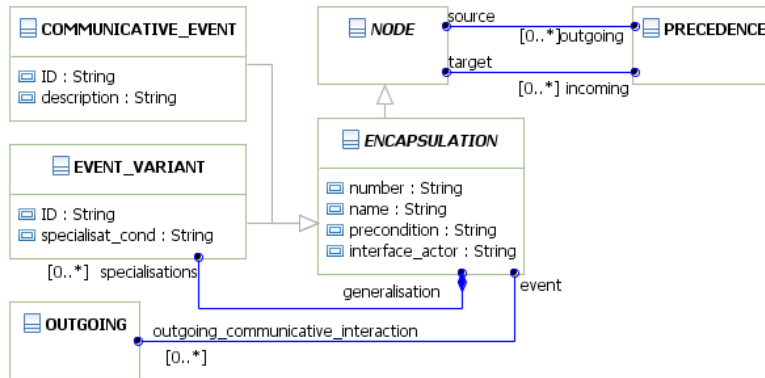 COMMUNICATIVE_EVENT
ID : String
description : String
EVENT_VARIANT
ID : String
specialisat_cond : String
[0..*] specialisations
OUTGOING
outgoing_communicative_interaction
[0..*]
NODE
source
[0..*]outgoing
target
[0..*] incoming
PRECEDENCE
ENCAPSULATION
number : String
name : String
precondition : String
interface_actor : String
generalisation
event